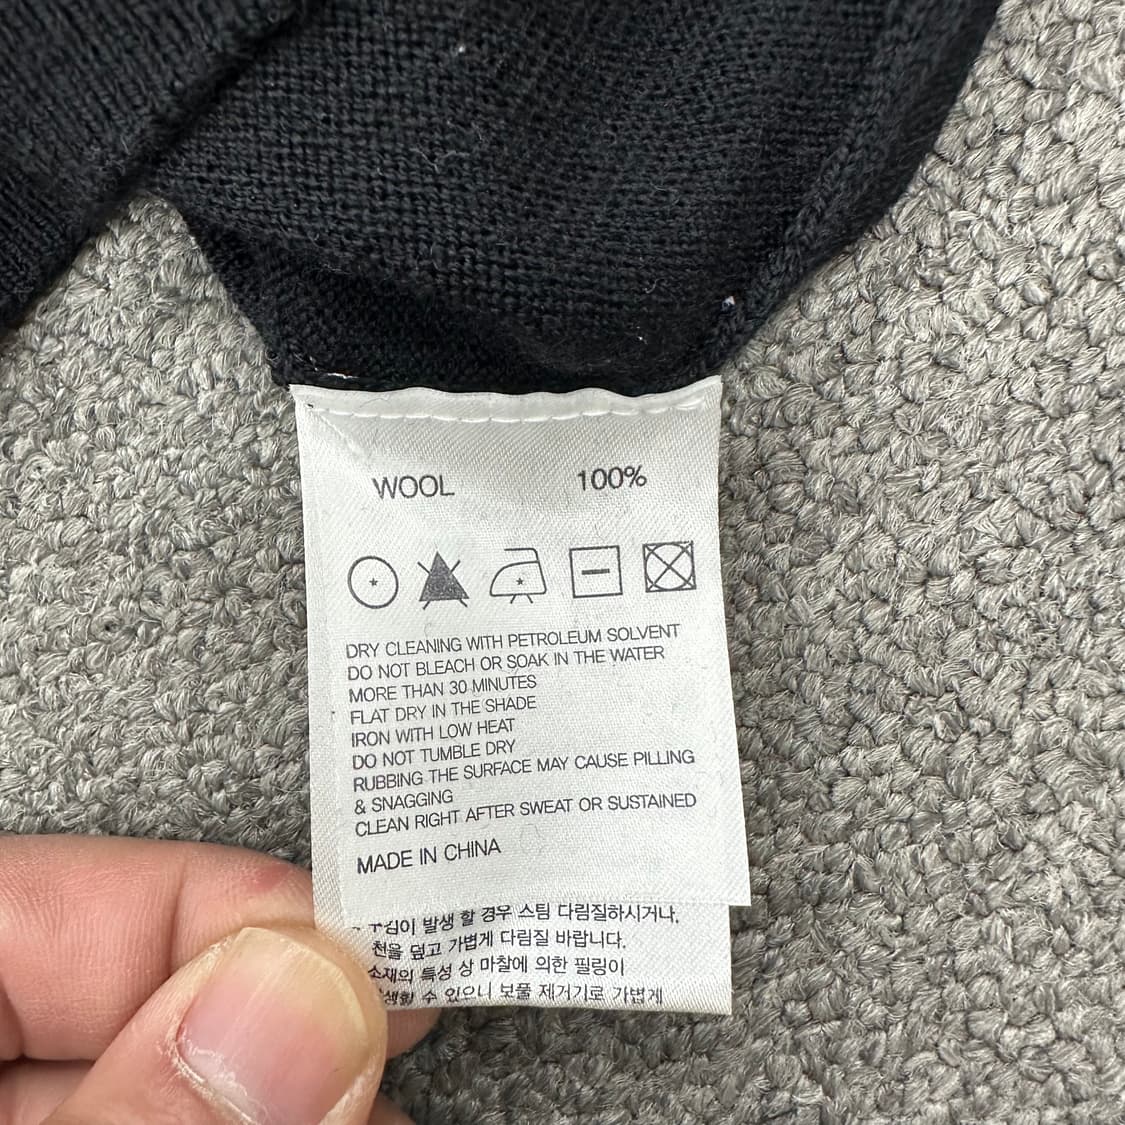 WOOL 100%
DRY CLEANING WITH PETROLEUM SOLVENT
DO NOT BLEACH OR SOAK IN THE WATER
MORE THAN 30 MINUTES
FLAT DRY IN THE SHADE
IRON WITH LOW HEAT
DO NOT TUMBLE DRY
RUBBING THE SURFACE MAY CAUSE PILLING
& SNAGGING
CLEAN RIGHT AFTER SWEAT OR SUSTAINED
MADE IN CHINA
발생 할 경우 스팀 다림질하시거나,
천을 덮고 가볍게 다림질 바랍니다.
소재의 특성 상 마찰에 의한 필링이
수 있으니 보풀 제거기로 가볍게